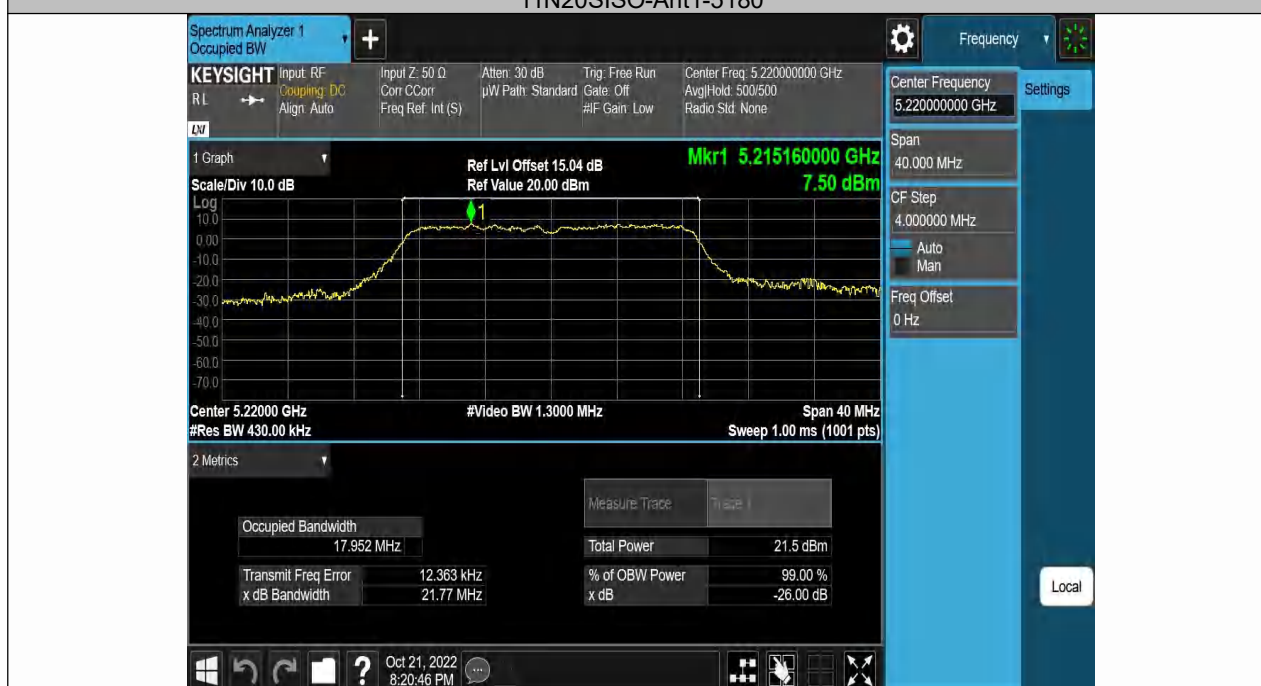 11N20SISO-Ant1-5180
Spectrum Analyzer 1
Occupied BW
Frequency
KEYSIGHT
RL
LXI
Input: RF
Coupling: DC
Align: Auto
Input Z: 50 Ω
Corr CCorr
Freq Ref: Int (S)
Atten: 30 dB
µW Path: Standard
Trig: Free Run
Gate: Off
#IF Gain: Low
Center Freq: 5.220000000 GHz
Avg|Hold: 500/500
Radio Std: None
Center Frequency
5.220000000 GHz
Settings
Span
40.000 MHz
CF Step
4.000000 MHz
Auto
Man
Freq Offset
0 Hz
Local
1 Graph
Scale/Div 10.0 dB
Ref Lvl Offset 15.04 dB
Ref Value 20.00 dBm
Mkr1 5.215160000 GHz
7.50 dBm
Log
10.0
0.00
-10.0
-20.0
-30.0
-40.0
-50.0
-60.0
-70.0
1
Center 5.22000 GHz
#Res BW 430.00 kHz
#Video BW 1.3000 MHz
Span 40 MHz
Sweep 1.00 ms (1001 pts)
2 Metrics
Measure Trace
Trace 1
Occupied Bandwidth
17.952 MHz
Total Power
21.5 dBm
Transmit Freq Error
12.363 kHz
% of OBW Power
99.00 %
x dB Bandwidth
21.77 MHz
x dB
-26.00 dB
Oct 21, 2022
8:20:46 PM